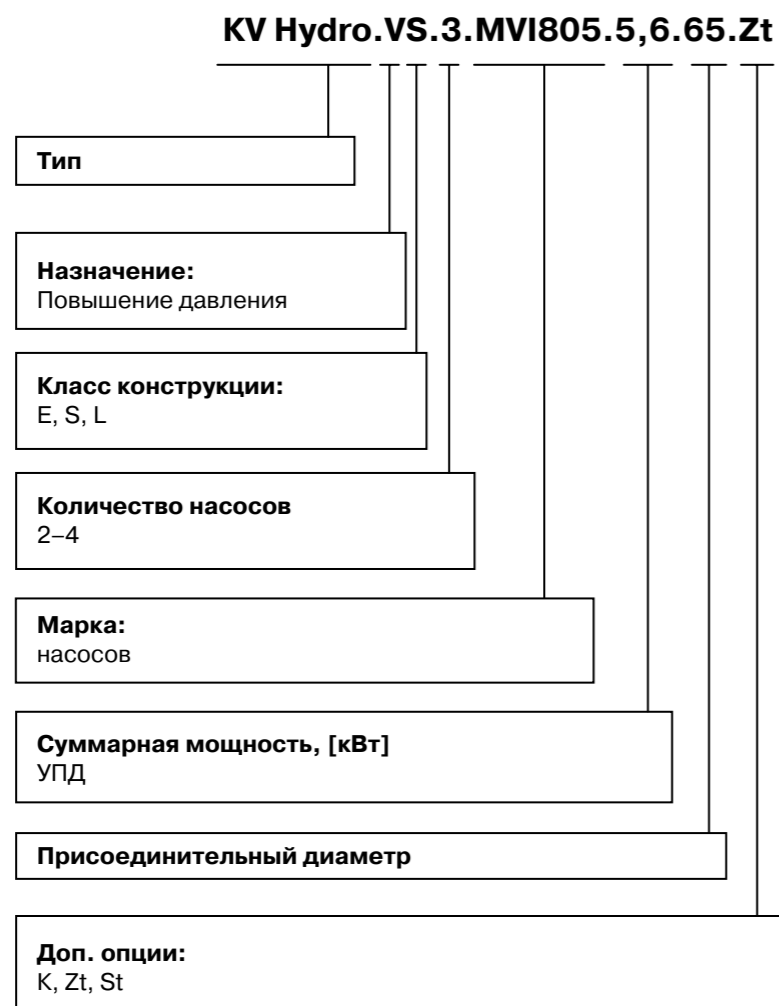 KV Hydro.VS.3.MVI805.5,6.65.Zt
Тип
Назначение:
Повышение давления
Класс конструкции:
E, S, L
Количество насосов
2–4
Марка:
насосов
Суммарная мощность, [кВт]
УПД
Присоединительный диаметр
Доп. опции:
K, Zt, St